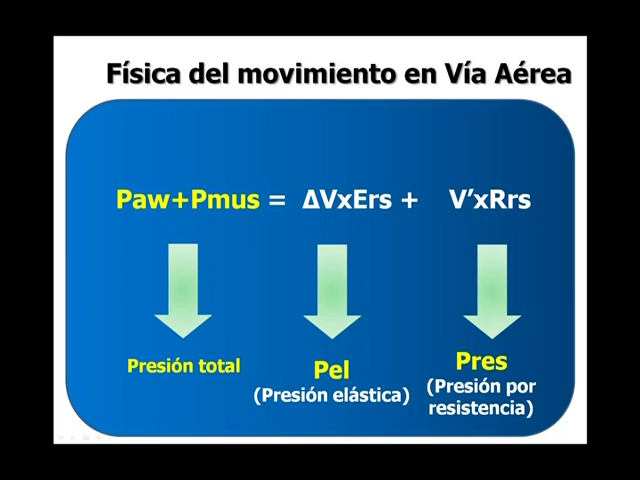 Física del movimiento en Vía Aérea
Paw+Pmus = ΔVxErs + V’xRrs
Presión total
Pel
(Presión elástica)
Pres
(Presión por
resistencia)